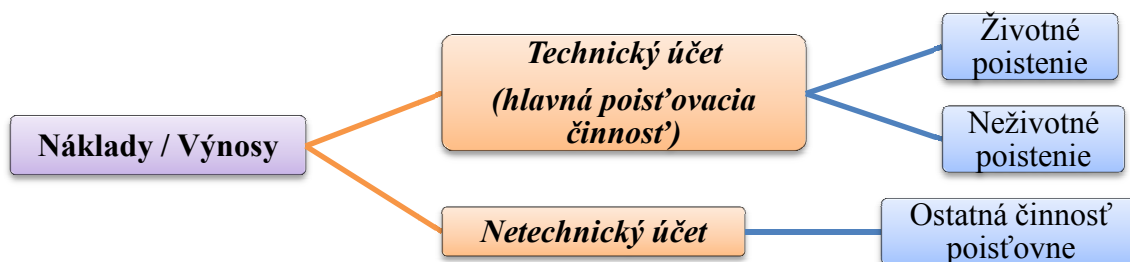 Náklady / Výnosy
Technický účet
(hlavná poisťovacia
činnosť)
Životné
poistenie
Neživotné
poistenie
Netechnický účet
Ostatná činnosť
poisťovne